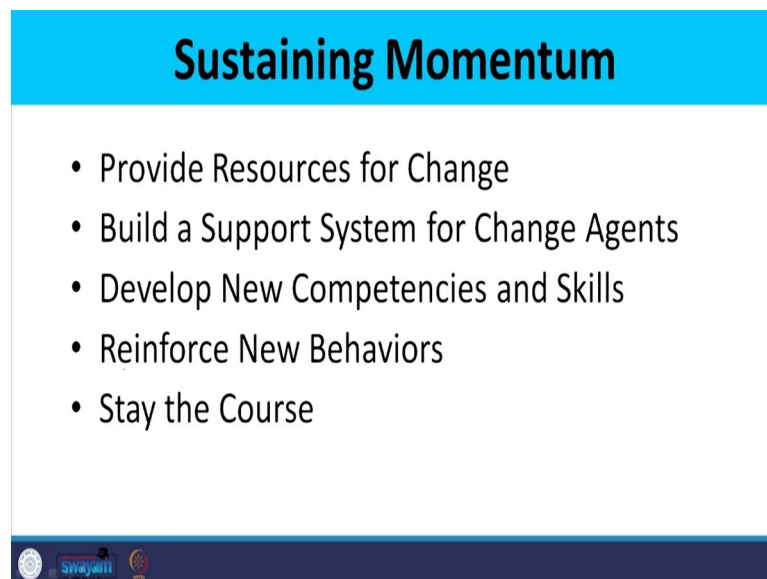 Sustaining Momentum
• Provide Resources for Change
• Build a Support System for Change Agents
• Develop New Competencies and Skills
• Reinforce New Behaviors
• Stay the Course
swayam